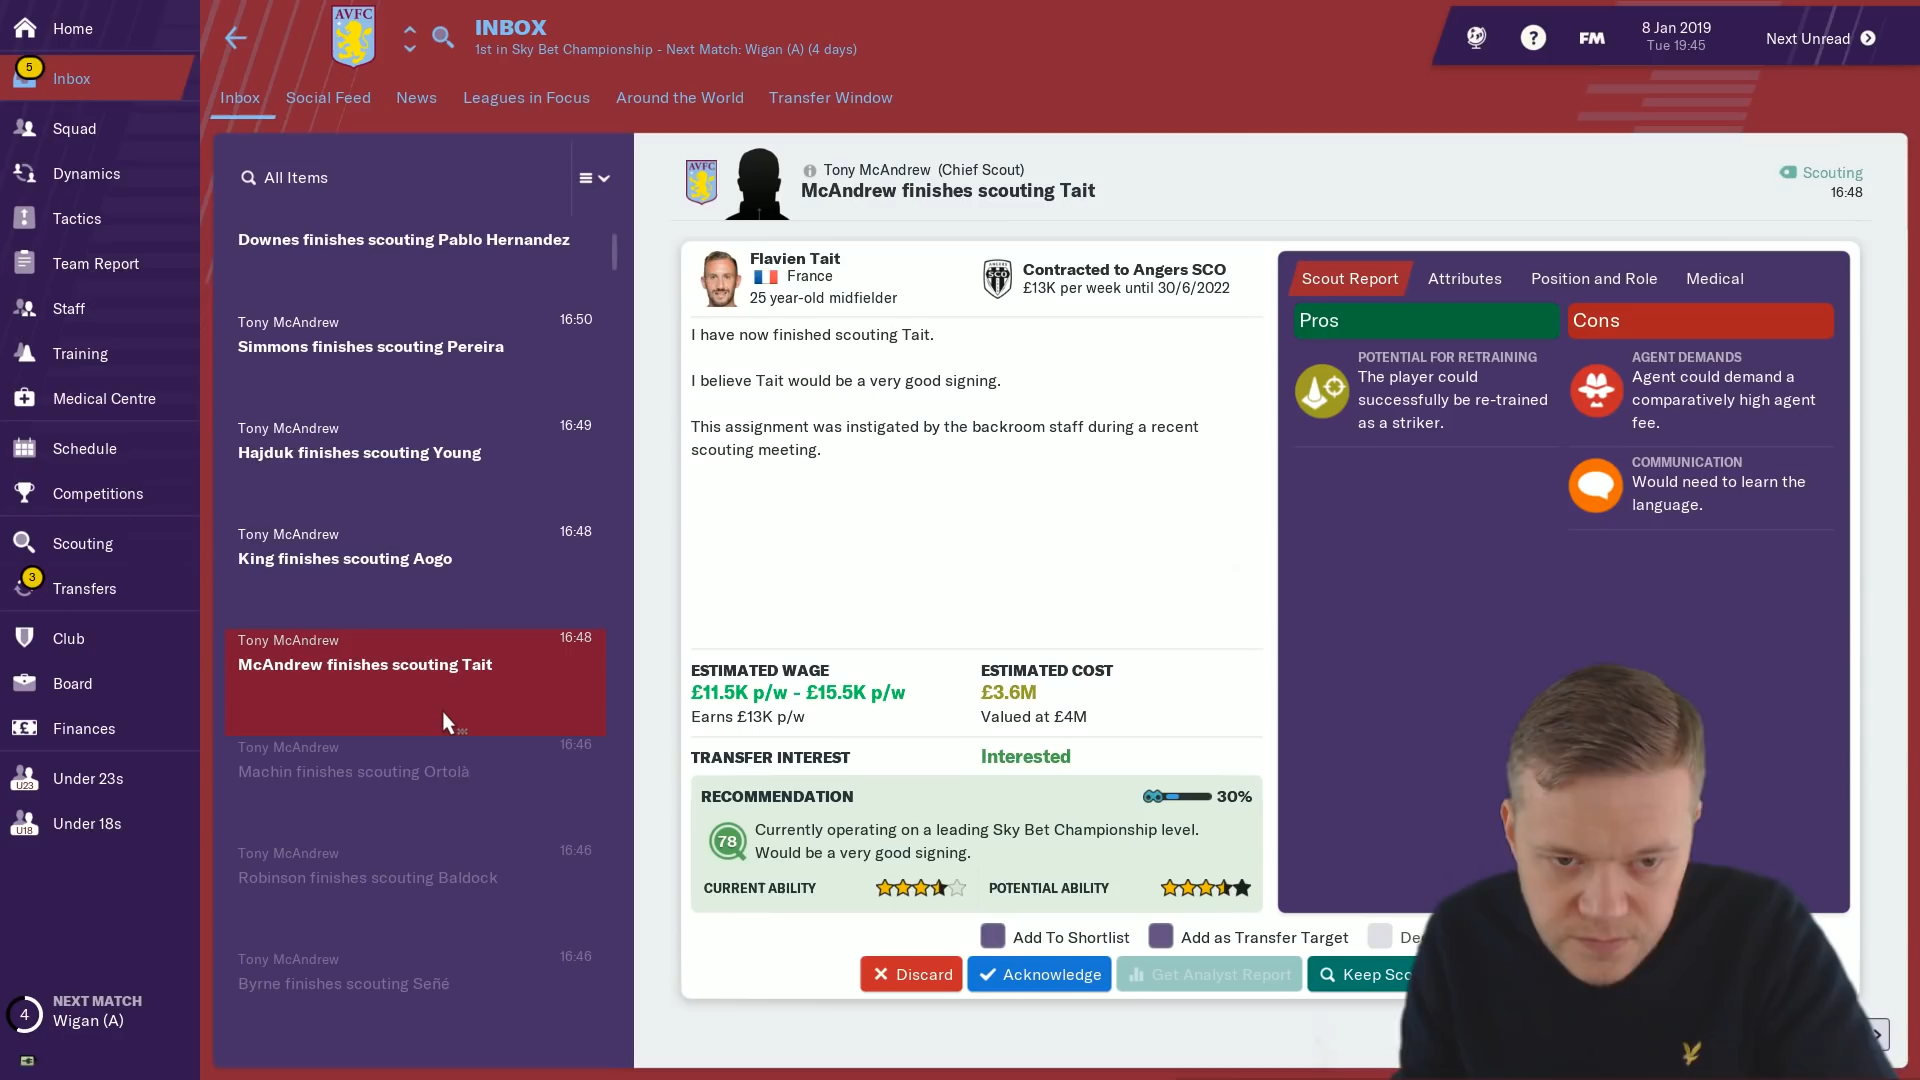 Home
5
Inbox
Squad
Dynamics
Tactics
Team Report
Staff
Training
Medical Centre
Schedule
Competitions
Scouting
3
Transfers
Club
Board
Finances
U23
Under 23s
U18
Under 18s
4
NEXT MATCH
Wigan (A)
AVFC
INBOX
1st in Sky Bet Championship - Next Match: Wigan (A) (4 days)
?
FM
8 Jan 2019
Tue 19:45
Next Unread
Inbox
Social Feed
News
Leagues in Focus
Around the World
Transfer Window
All Items
Downes finishes scouting Pablo Hernandez
Tony McAndrew 16:50
Simmons finishes scouting Pereira
Tony McAndrew 16:49
Hajduk finishes scouting Young
Tony McAndrew 16:48
King finishes scouting Aogo
Tony McAndrew 16:48
McAndrew finishes scouting Tait
Tony McAndrew 16:46
Machin finishes scouting Ortolà
Tony McAndrew 16:46
Robinson finishes scouting Baldock
Tony McAndrew 16:46
Byrne finishes scouting Señé
AVFC
Tony McAndrew (Chief Scout)
McAndrew finishes scouting Tait
Scouting
16:48
Flavien Tait
France
25 year-old midfielder
ANGERS
SCO
Contracted to Angers SCO
£13K per week until 30/6/2022
I have now finished scouting Tait.
I believe Tait would be a very good signing.
This assignment was instigated by the backroom staff during a recent
scouting meeting.
ESTIMATED WAGE
£11.5K p/w - £15.5K p/w
Earns £13K p/w
ESTIMATED COST
£3.6M
Valued at £4M
TRANSFER INTEREST
Interested
RECOMMENDATION
30%
78
Currently operating on a leading Sky Bet Championship level.
Would be a very good signing.
CURRENT ABILITY
POTENTIAL ABILITY
Add To Shortlist
Add as Transfer Target
Discard
Acknowledge
Get Analyst Report
Keep
Scout Report
Attributes
Position and Role
Medical
Pros
POTENTIAL FOR RETRAINING
The player could
successfully be re-trained
as a striker.
Cons
AGENT DEMANDS
Agent could demand a
comparatively high agent
fee.
COMMUNICATION
Would need to learn the
language.